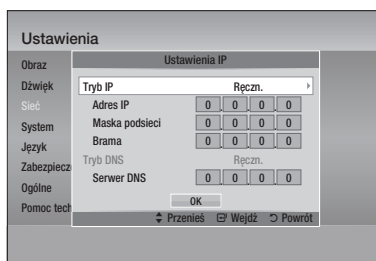 Ustawienia
Obraz
Dźwięk
Sieć
System
Język
Zabezpiecz
Ogólne
Pomoc tech
Ustawienia IP
Tryb IP Ręczn.
Adres IP 0 . 0 . 0 . 0
Maska podsieci 0 . 0 . 0 . 0
Brama 0 . 0 . 0 . 0
Tryb DNS Ręczn.
Serwer DNS 0 . 0 . 0 . 0
OK
Przenieś Wejdź Powrót